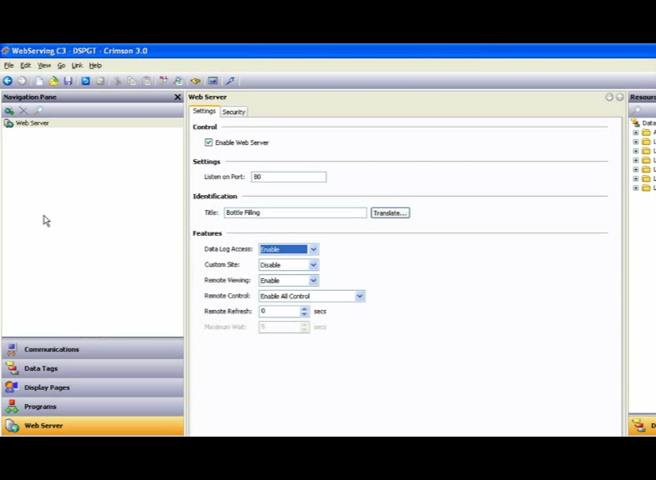 WebServing C3 - DSPGT - Crimson 3.0
File Edit View Go Link Help
Navigation Pane
Web Server
Communications
Data Tags
Display Pages
Programs
Web Server
Web Server
Settings Security
Control
Enable Web Server
Settings
Listen on Port: 80
Identification
Title: Bottle Filling Translate...
Features
Data Log Access: Enable
Custom Site: Disable
Remote Viewing: Enable
Remote Control: Enable All Control
Remote Refresh: 0 secs
Maximum Wait: 5 secs
Resour
Data